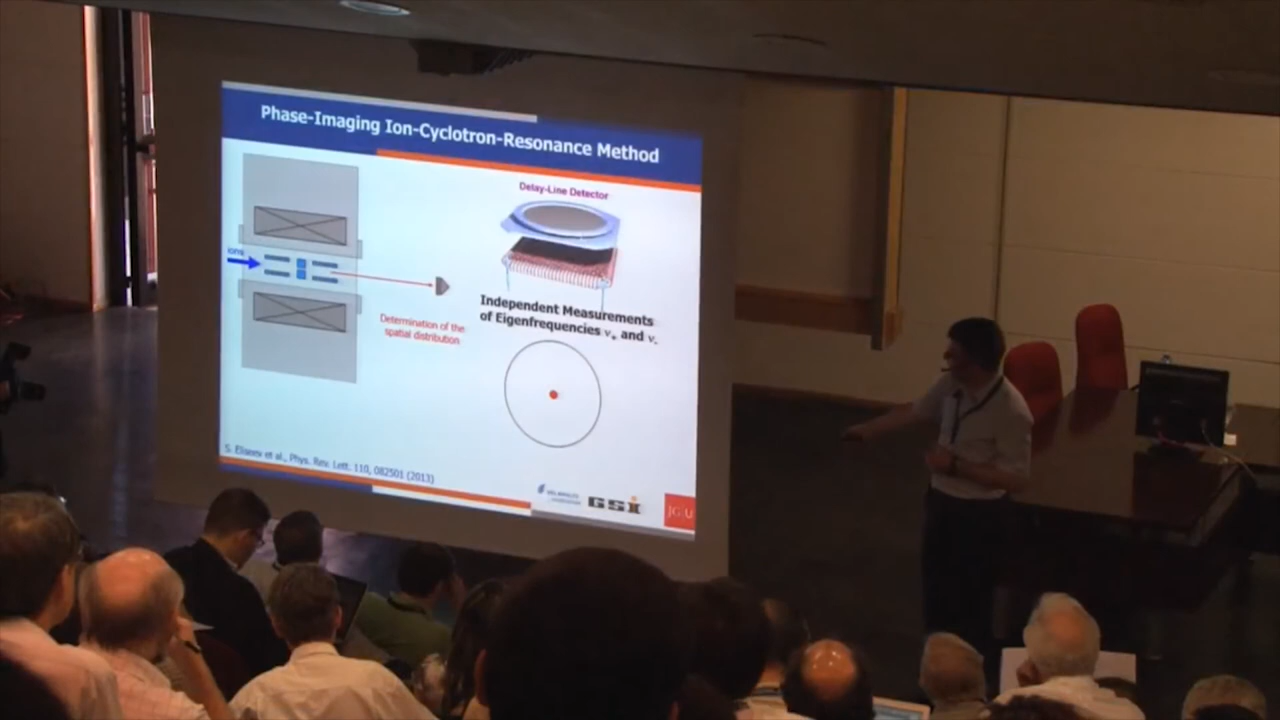 Phase-Imaging Ion-Cyclotron-Resonance Method
Delay-Line Detector
ions
Independent Measurements
of Eigenfrequencies ν₊ and ν₋
Determination of the
spatial distribution
S. Eliseev et al., Phys. Rev. Lett. 110, 082501 (2013)
GSI
JG|U